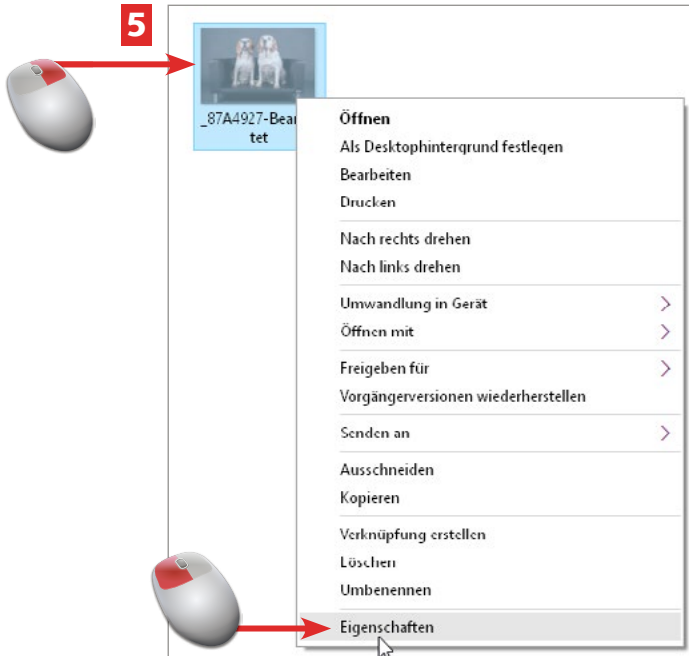 5
_87A4927-Bear
tet
Öffnen
Als Desktophintergrund festlegen
Bearbeiten
Drucken
Nach rechts drehen
Nach links drehen
Umwandlung in Gerät
Öffnen mit
Freigeben für
Vorgängerversionen wiederherstellen
Senden an
Ausschneiden
Kopieren
Verknüpfung erstellen
Löschen
Umbenennen
Eigenschaften